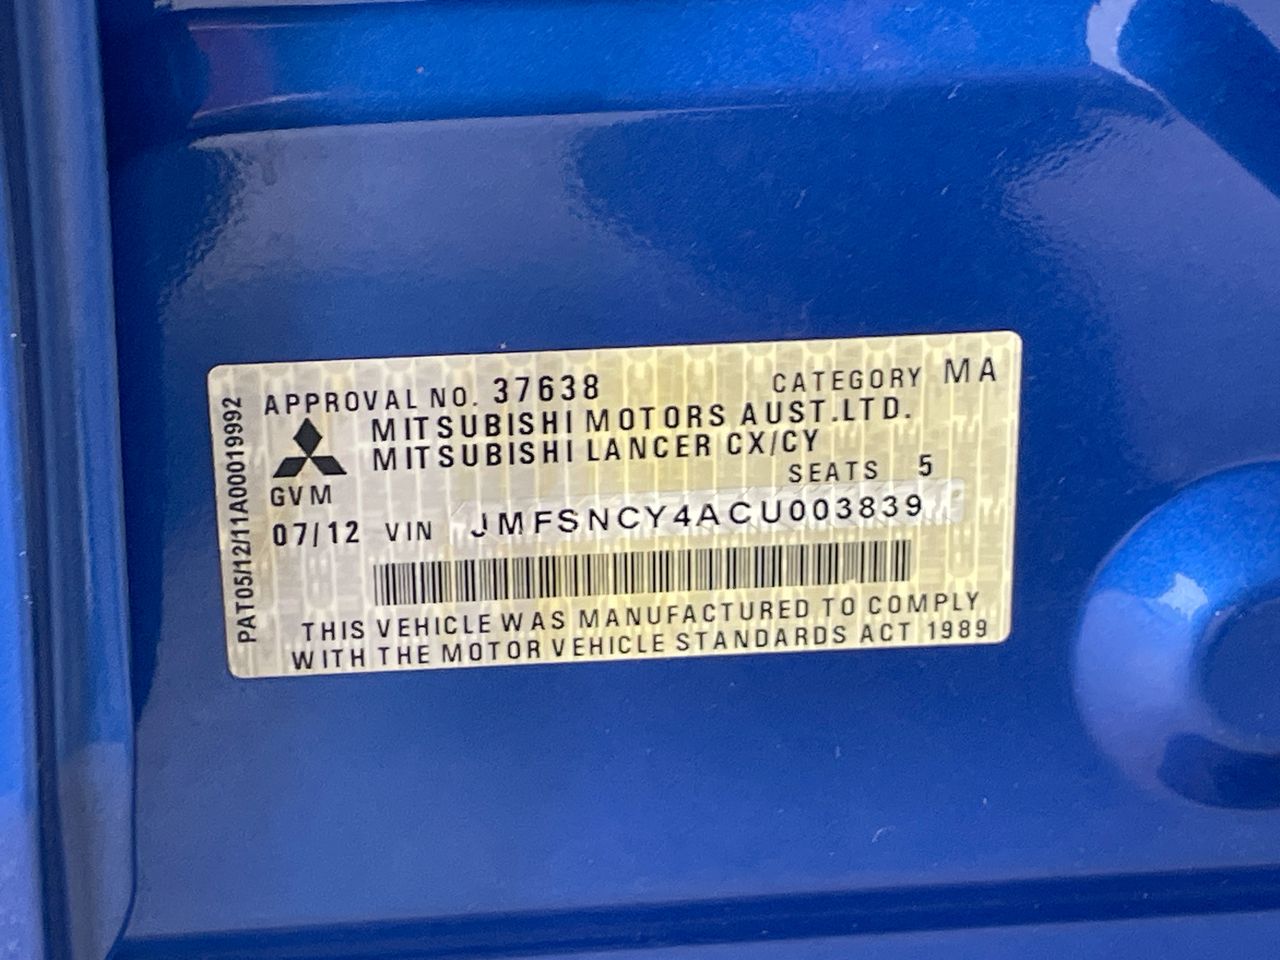 APPROVAL NO. 37638 CATEGORY MA
MITSUBISHI MOTORS AUST.LTD.
MITSUBISHI LANCER CX/CY
SEATS 5
GVM
07/12 VIN JMFSNCY4ACU003839
THIS VEHICLE WAS MANUFACTURED TO COMPLY
WITH THE MOTOR VEHICLE STANDARDS ACT 1989
PAT05/12/11A00019992